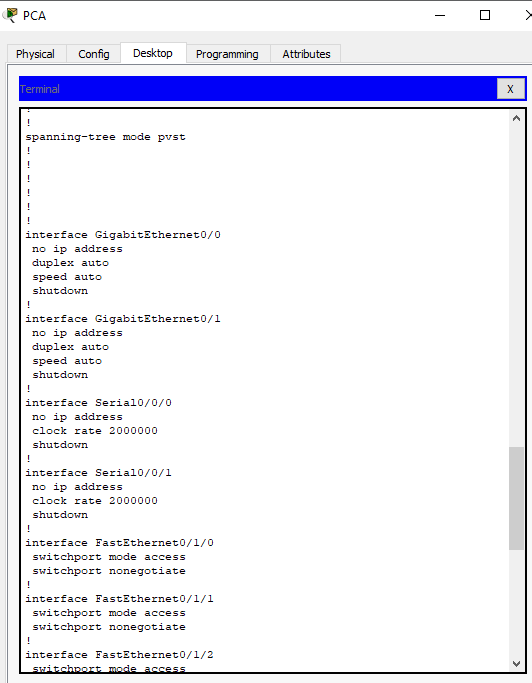 PCA
Physical Config Desktop Programming Attributes
Terminal X
!
!
spanning-tree mode pvst
!
!
!
!
!
!
interface GigabitEthernet0/0
no ip address
duplex auto
speed auto
shutdown
!
interface GigabitEthernet0/1
no ip address
duplex auto
speed auto
shutdown
!
interface Serial0/0/0
no ip address
clock rate 2000000
shutdown
!
interface Serial0/0/1
no ip address
clock rate 2000000
shutdown
!
interface FastEthernet0/1/0
switchport mode access
switchport nonegotiate
!
interface FastEthernet0/1/1
switchport mode access
switchport nonegotiate
!
interface FastEthernet0/1/2
switchport mode access